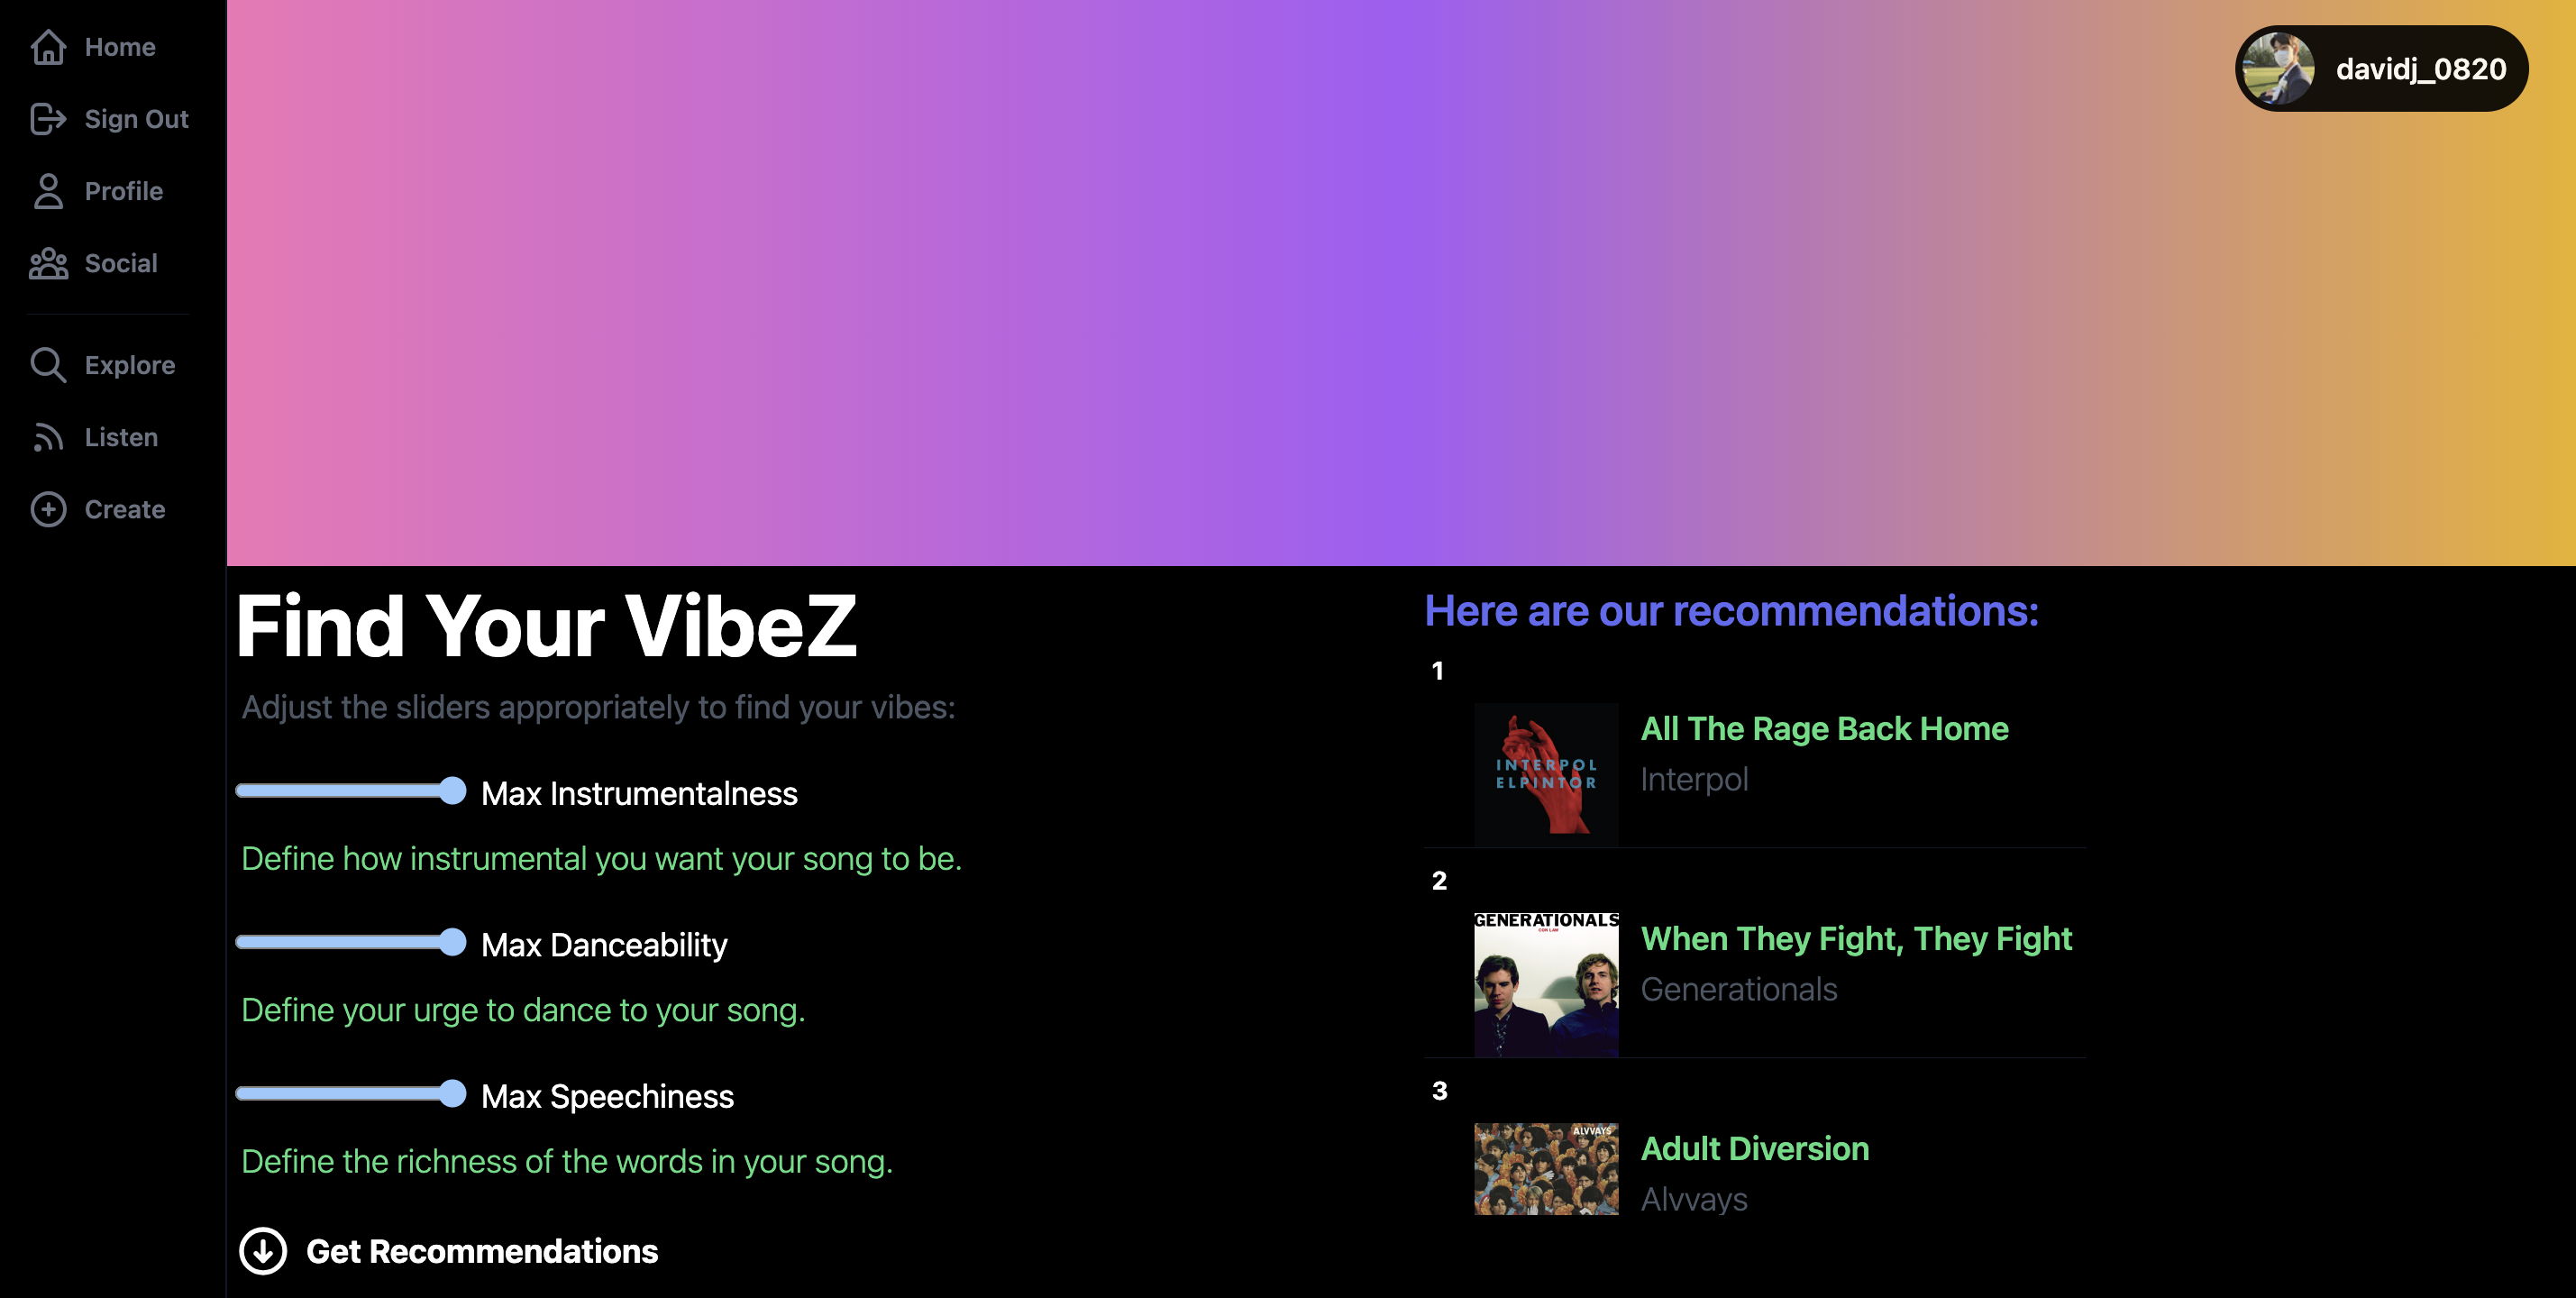 Home
Sign Out
Profile
Social
Explore
Listen
Create
davidj_0820
Find Your VibeZ
Adjust the sliders appropriately to find your vibes:
Max Instrumentalness
Define how instrumental you want your song to be.
Max Danceability
Define your urge to dance to your song.
Max Speechiness
Define the richness of the words in your song.
Get Recommendations
Here are our recommendations:
1
INTERPOL
ELPINTOR
All The Rage Back Home
Interpol
2
GENERATIONALS
CON LAW
When They Fight, They Fight
Generationals
3
ALVVAYS
Adult Diversion
Alvvays